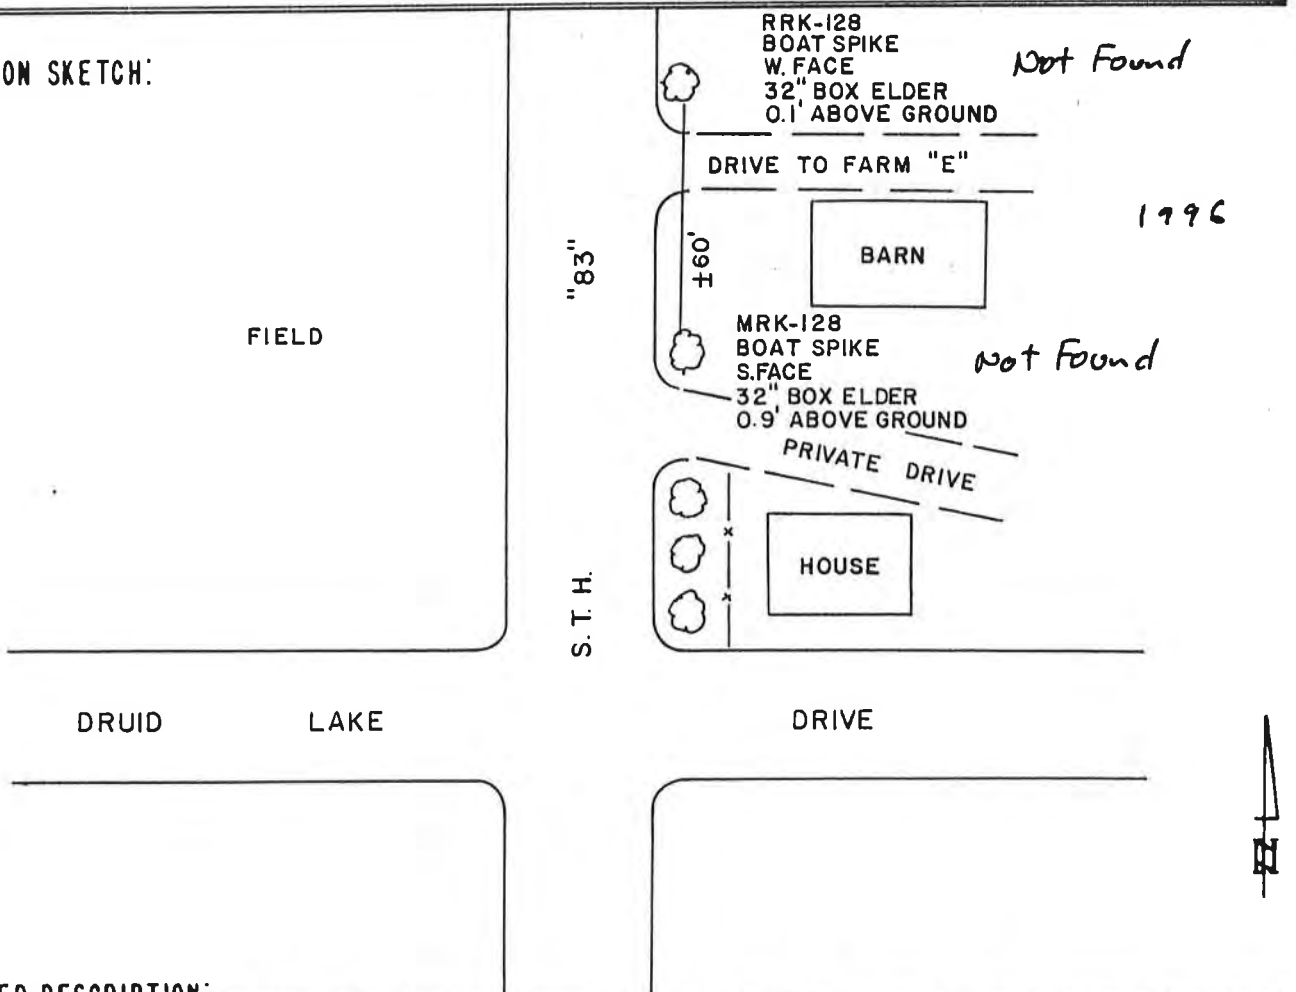 ON SKETCH:
RRK-128
BOAT SPIKE
W. FACE
32" BOX ELDER
0.1' ABOVE GROUND
Not Found
DRIVE TO FARM "E"
1996
BARN
"83"
±60'
FIELD
MRK-128
BOAT SPIKE
S.FACE
32" BOX ELDER
0.9' ABOVE GROUND
Not Found
PRIVATE DRIVE
HOUSE
S. T. H.
DRUID LAKE DRIVE
N
ED DESCRIPTION: